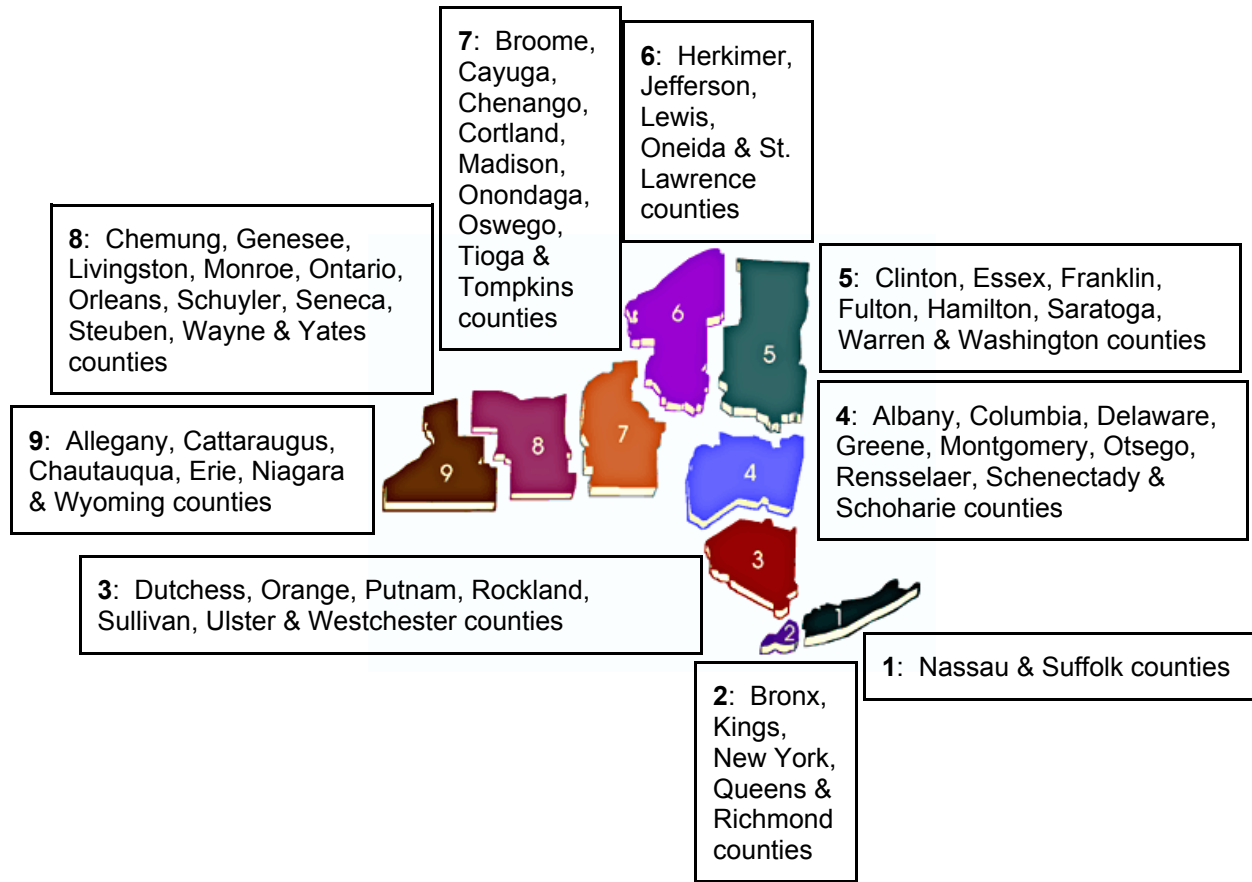 7: Broome,
Cayuga,
Chenango,
Cortland,
Madison,
Onondaga,
Oswego,
Tioga &
Tompkins
counties
6: Herkimer,
Jefferson,
Lewis,
Oneida & St.
Lawrence
counties
8: Chemung, Genesee,
Livingston, Monroe, Ontario,
Orleans, Schuyler, Seneca,
Steuben, Wayne & Yates
counties
5: Clinton, Essex, Franklin,
Fulton, Hamilton, Saratoga,
Warren & Washington counties
6
5
9: Allegany, Cattaraugus,
Chautauqua, Erie, Niagara
& Wyoming counties
4: Albany, Columbia, Delaware,
Greene, Montgomery, Otsego,
Rensselaer, Schenectady &
Schoharie counties
7
8
9
4
3
3: Dutchess, Orange, Putnam, Rockland,
Sullivan, Ulster & Westchester counties
1
2
1: Nassau & Suffolk counties
2: Bronx,
Kings,
New York,
Queens &
Richmond
counties